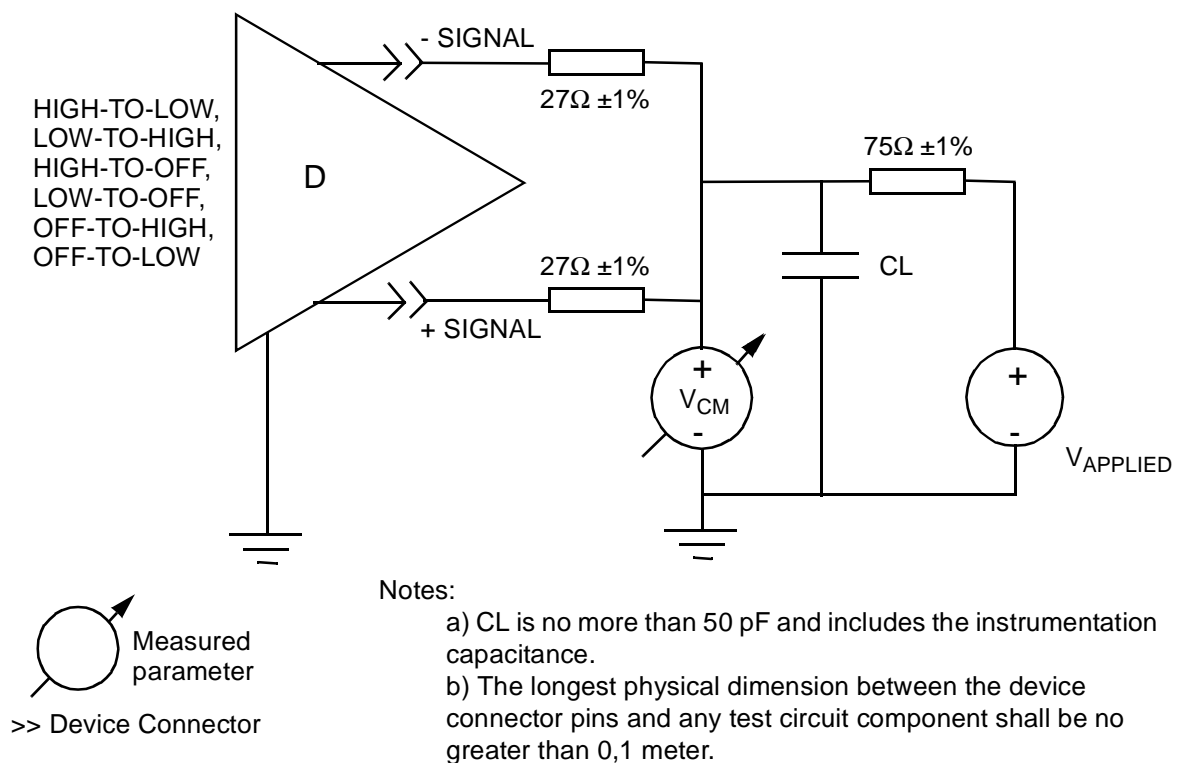 - SIGNAL
27Ω ±1%
HIGH-TO-LOW,
LOW-TO-HIGH,
HIGH-TO-OFF,
LOW-TO-OFF,
OFF-TO-HIGH,
OFF-TO-LOW
D
75Ω ±1%
27Ω ±1%
CL
+ SIGNAL
+
VCM
-
+
-
VAPPLIED
Notes:
a) CL is no more than 50 pF and includes the instrumentation
capacitance.
b) The longest physical dimension between the device
connector pins and any test circuit component shall be no
greater than 0,1 meter.
Measured
parameter
>> Device Connector